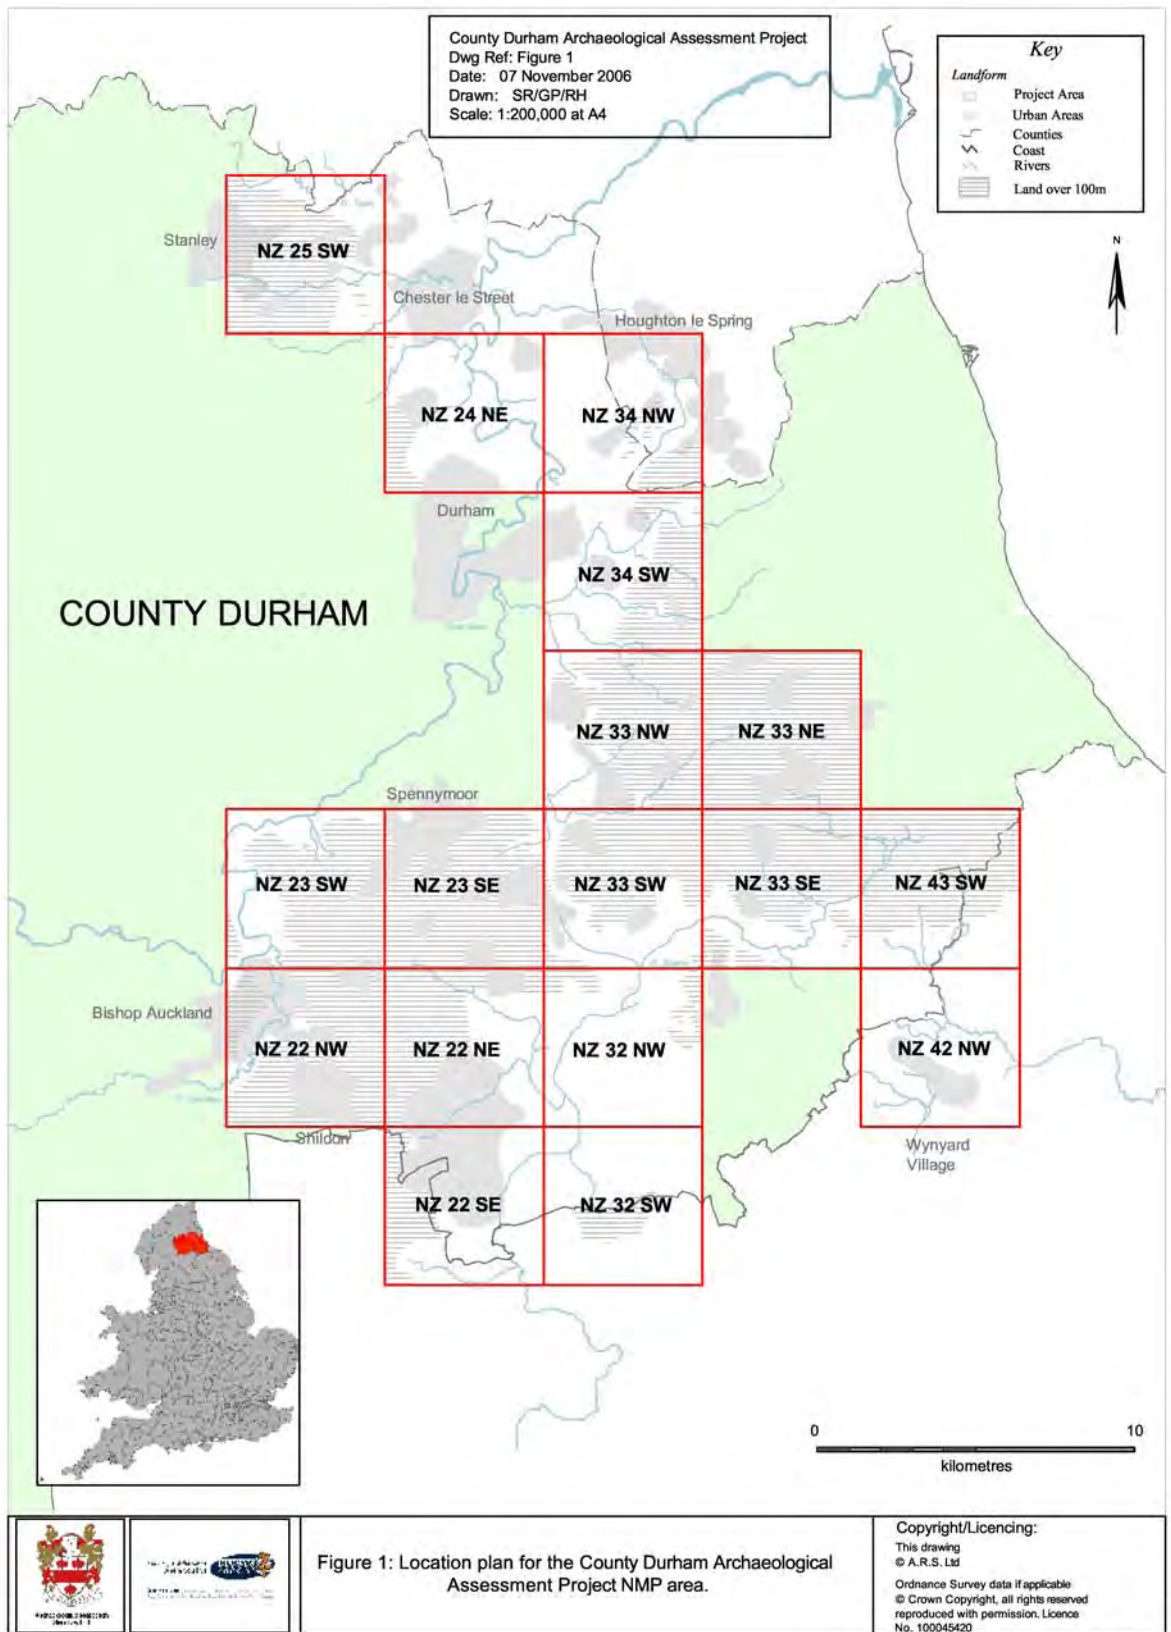 County Durham Archaeological Assessment Project
Dwg Ref: Figure 1
Date: 07 November 2006
Drawn: SR/GP/RH
Scale: 1:200,000 at A4
Key
Landform
Project Area
Urban Areas
Counties
Coast
Rivers
Land over 100m
N
Stanley
NZ 25 SW
Chester le Street
Houghton le Spring
NZ 24 NE
NZ 34 NW
Durham
NZ 34 SW
COUNTY DURHAM
NZ 33 NW
NZ 33 NE
Spennymoor
NZ 23 SW
NZ 23 SE
NZ 33 SW
NZ 33 SE
NZ 43 SW
Bishop Auckland
NZ 22 NW
NZ 22 NE
NZ 32 NW
NZ 42 NW
Shildon
Wynyard
Village
NZ 22 SE
NZ 32 SW
0
10
kilometres
Figure 1: Location plan for the County Durham Archaeological
Assessment Project NMP area.
Copyright/Licencing:
This drawing
© A.R.S. Ltd
Ordnance Survey data if applicable
© Crown Copyright, all rights reserved
reproduced with permission. Licence
No. 100045420